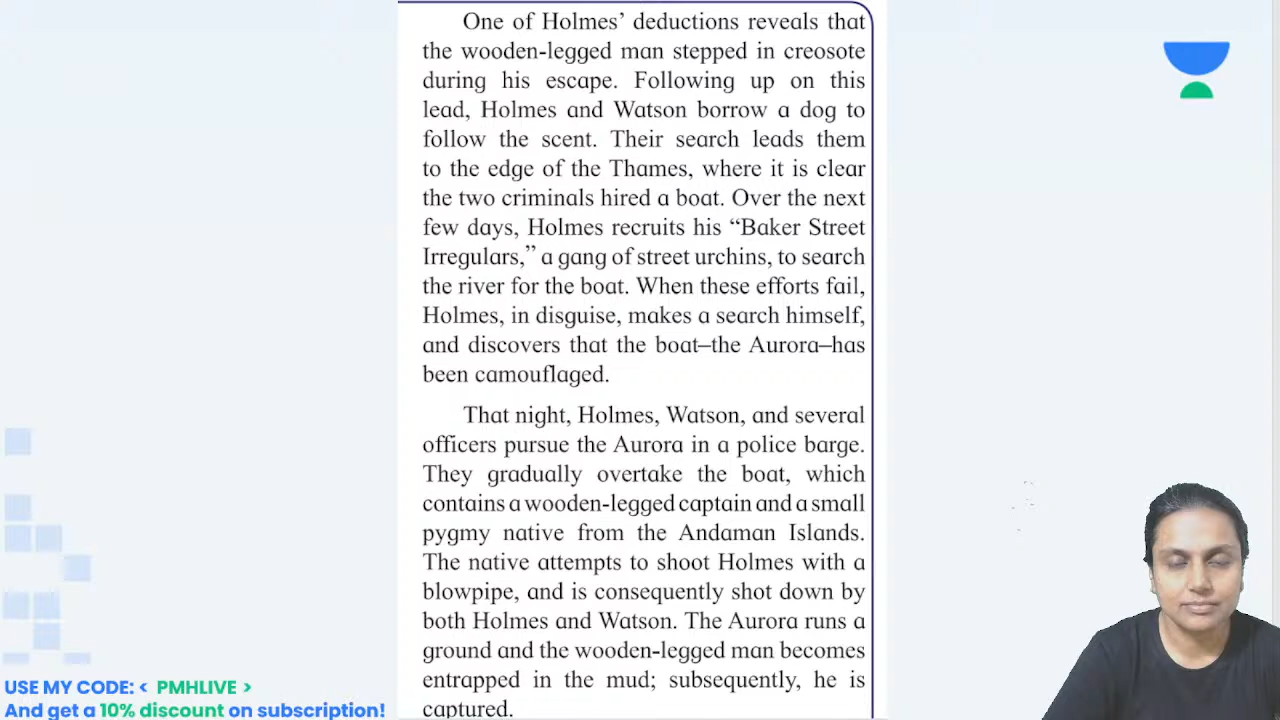 One of Holmes’ deductions reveals that
the wooden-legged man stepped in creosote
during his escape. Following up on this
lead, Holmes and Watson borrow a dog to
follow the scent. Their search leads them
to the edge of the Thames, where it is clear
the two criminals hired a boat. Over the next
few days, Holmes recruits his “Baker Street
Irregulars,” a gang of street urchins, to search
the river for the boat. When these efforts fail,
Holmes, in disguise, makes a search himself,
and discovers that the boat–the Aurora–has
been camouflaged.
That night, Holmes, Watson, and several
officers pursue the Aurora in a police barge.
They gradually overtake the boat, which
contains a wooden-legged captain and a small
pygmy native from the Andaman Islands.
The native attempts to shoot Holmes with a
blowpipe, and is consequently shot down by
both Holmes and Watson. The Aurora runs a
ground and the wooden-legged man becomes
entrapped in the mud; subsequently, he is
captured.
USE MY CODE: < PMHLIVE >
And get a 10% discount on subscription!